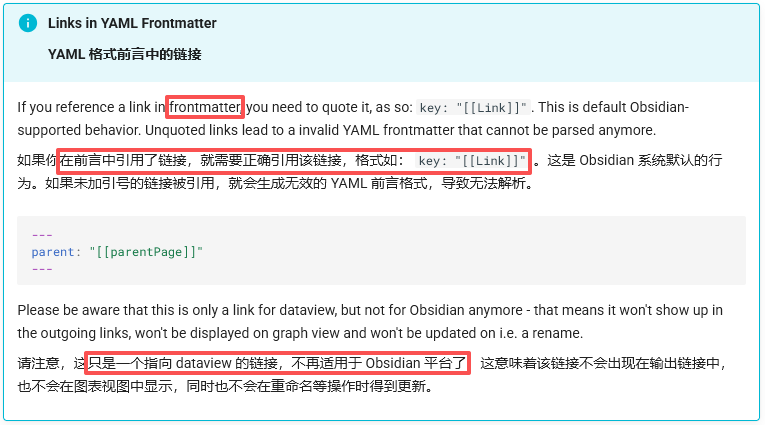 Links in YAML Frontmatter
YAML 格式前言中的链接
If you reference a link in frontmatter, you need to quote it, as so: key: "[[Link]]" . This is default Obsidian-
supported behavior. Unquoted links lead to a invalid YAML frontmatter that cannot be parsed anymore.
如果你在前言中引用了链接，就需要正确引用该链接，格式如： key: "[[Link]]" 。这是 Obsidian 系统默认的行
为。如果未加引号的链接被引用，就会生成无效的 YAML 前言格式，导致无法解析。
---
parent: "[[parentPage]]"
---
Please be aware that this is only a link for dataview, but not for Obsidian anymore - that means it won't show up in
the outgoing links, won't be displayed on graph view and won't be updated on i.e. a rename.
请注意，这只是一个指向 dataview 的链接，不再适用于 Obsidian 平台了 这意味着该链接不会出现在输出链接中，
也不会在图表视图中显示，同时也不会在重命名等操作时得到更新。